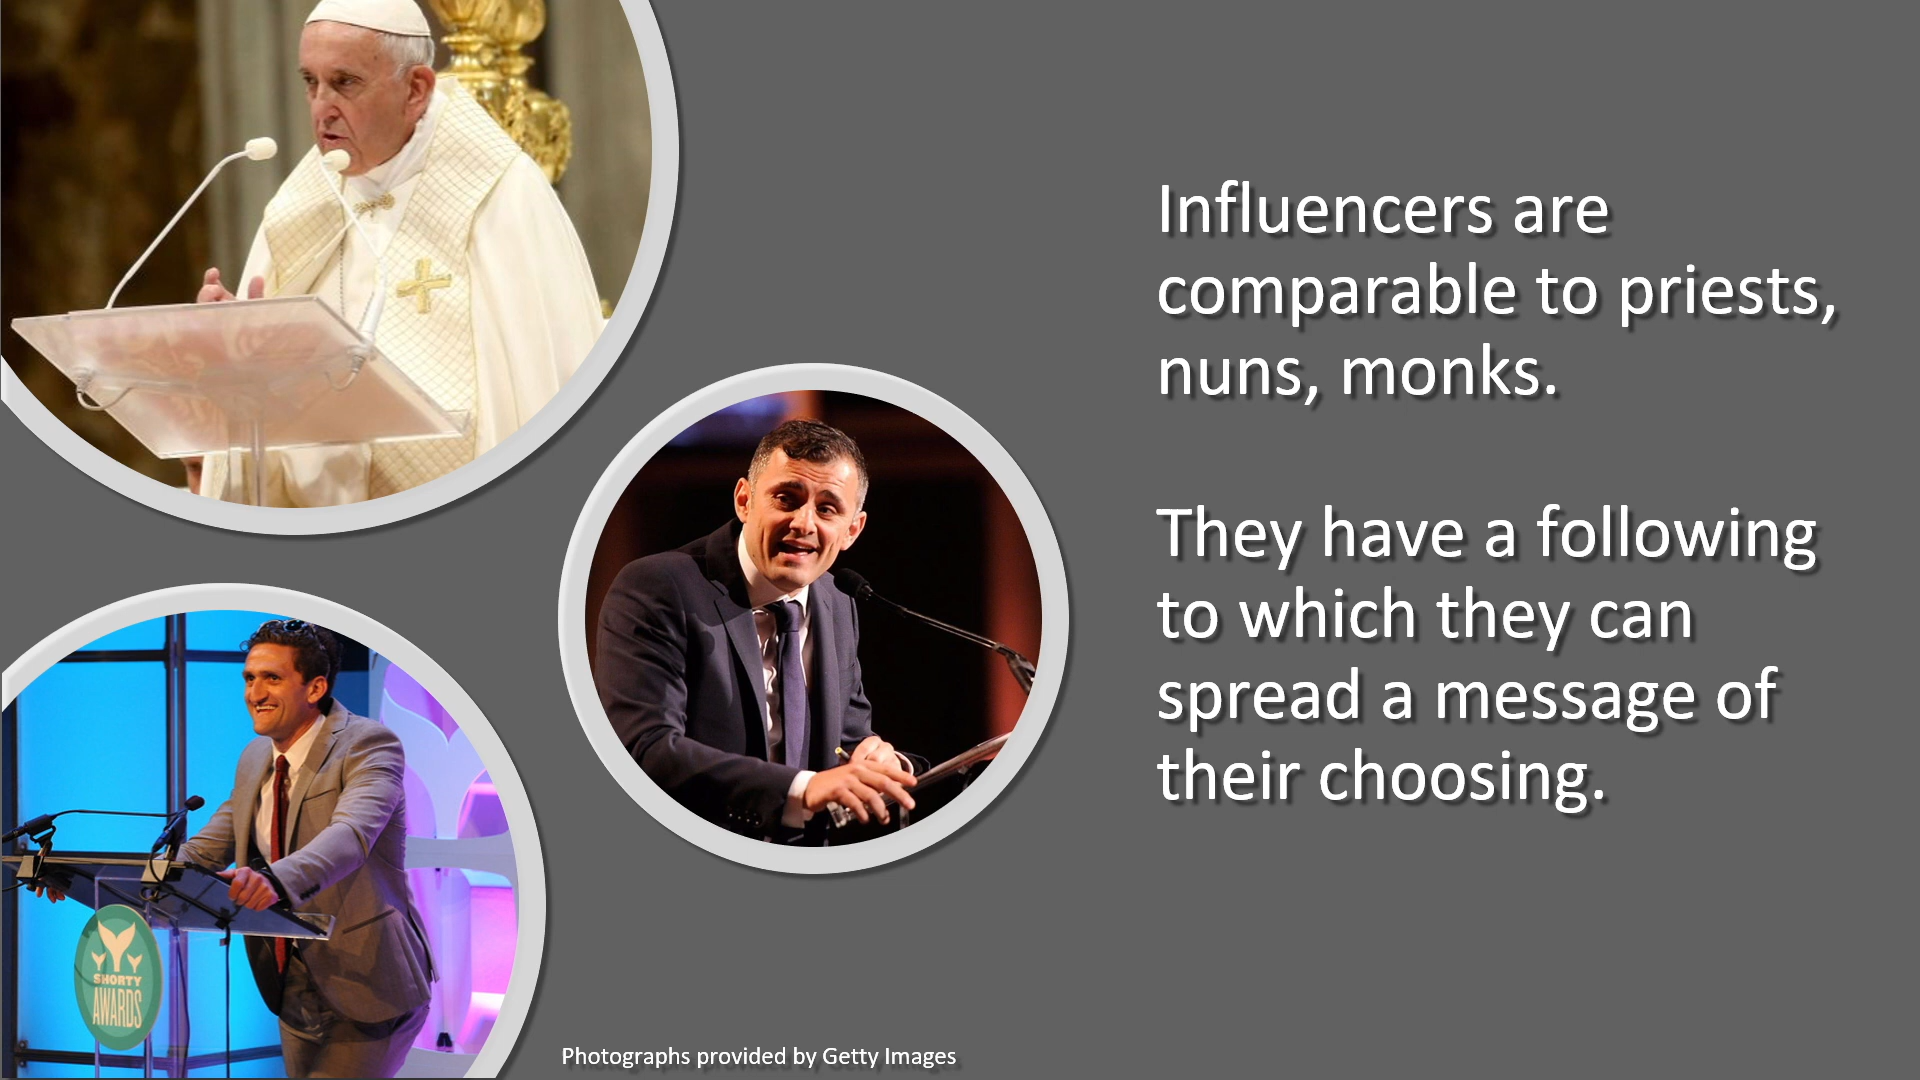 Influencers are
comparable to priests,
nuns, monks.
They have a following
to which they can
spread a message of
their choosing.
SHORTY
AWARDS
Photographs provided by Getty Images